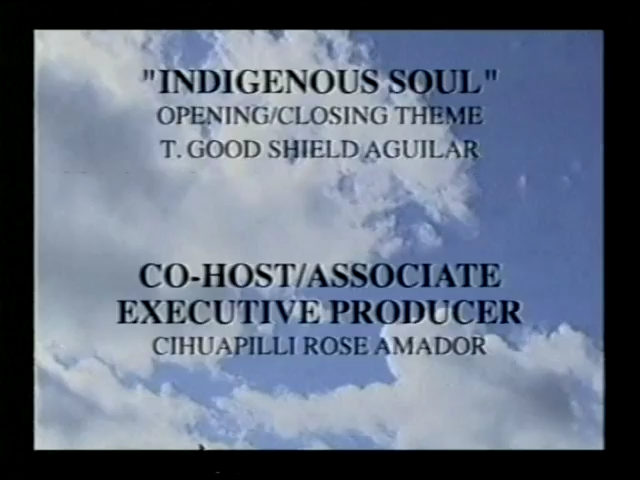 "INDIGENOUS SOUL"
OPENING/CLOSING THEME
T. GOOD SHIELD AGUILAR
CO-HOST/ASSOCIATE
EXECUTIVE PRODUCER
CIHUAPILLI ROSE AMADOR